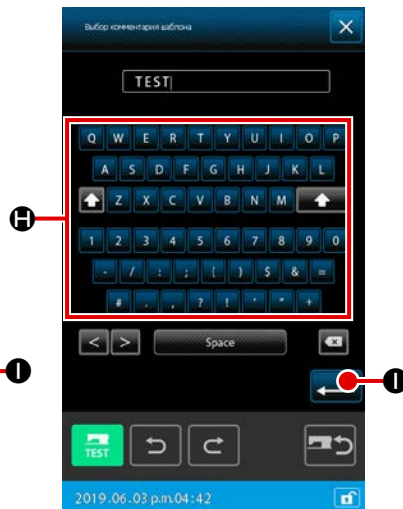 Выбор комментария шаблона
TEST
Q W E R T Y U I O P
A S D F G H J K L
Z X C V B N M
H
1 2 3 4 5 6 7 8 9 0
- / : ; ( ) $ & =
# . , ? ! ' " +
< > Space
I I
TEST
2019.06.03 p.m.04:42